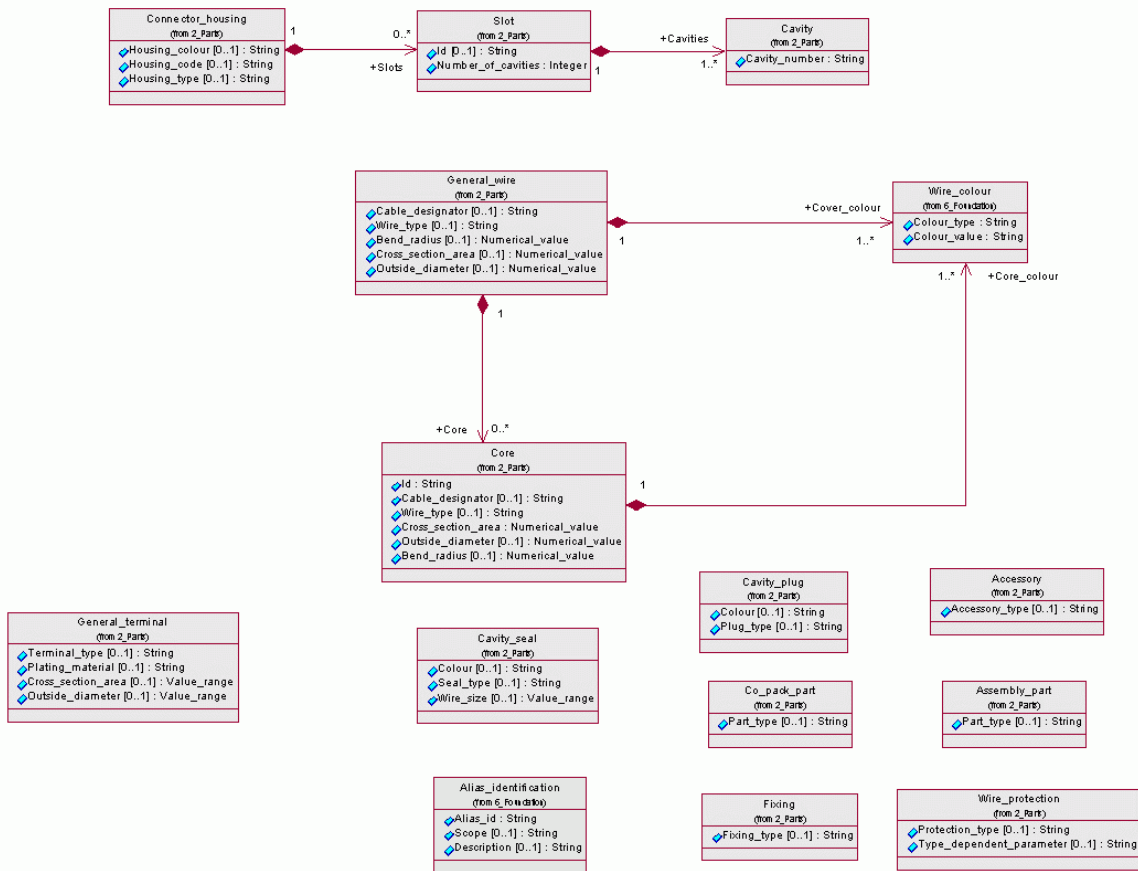 Connector_housing
(from 2_Parts)
Housing_colour [0..1] : String
Housing_code [0..1] : String
Housing_type [0..1] : String
1
0..*
+Slots
Slot
(from 2_Parts)
Id [0..1] : String
Number_of_cavities : Integer
1
+Cavities
1..*
Cavity
(from 2_Parts)
Cavity_number : String
General_wire
(from 2_Parts)
Cable_designator [0..1] : String
Wire_type [0..1] : String
Bend_radius [0..1] : Numerical_value
Cross_section_area [0..1] : Numerical_value
Outside_diameter [0..1] : Numerical_value
1
+Cover_colour
1..*
Wire_colour
(from 6_Foundation)
Colour_type : String
Colour_value : String
1..*
+Core_colour
1
+Core
0..*
Core
(from 2_Parts)
Id : String
Cable_designator [0..1] : String
Wire_type [0..1] : String
Cross_section_area : Numerical_value
Outside_diameter [0..1] : Numerical_value
Bend_radius [0..1] : Numerical_value
1
General_terminal
(from 2_Parts)
Terminal_type [0..1] : String
Plating_material [0..1] : String
Cross_section_area [0..1] : Value_range
Outside_diameter [0..1] : Value_range
Cavity_seal
(from 2_Parts)
Colour [0..1] : String
Seal_type [0..1] : String
Wire_size [0..1] : Value_range
Cavity_plug
(from 2_Parts)
Colour [0..1] : String
Plug_type [0..1] : String
Accessory
(from 2_Parts)
Accessory_type [0..1] : String
Co_pack_part
(from 2_Parts)
Part_type [0..1] : String
Assembly_part
(from 2_Parts)
Part_type [0..1] : String
Alias_identification
(from 6_Foundation)
Alias_id : String
Scope [0..1] : String
Description [0..1] : String
Fixing
(from 2_Parts)
Fixing_type [0..1] : String
Wire_protection
(from 2_Parts)
Protection_type [0..1] : String
Type_dependent_parameter [0..1] : String